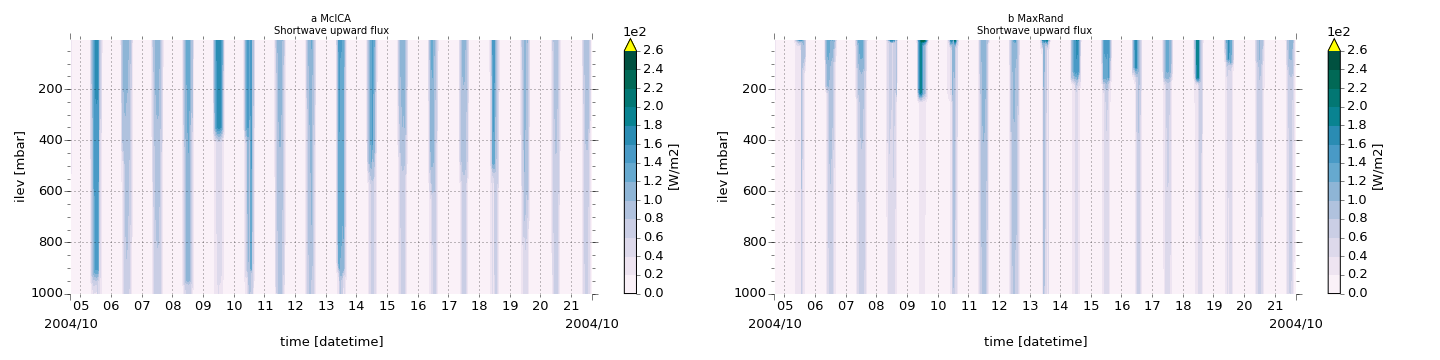 a McICA
Shortwave upward flux
1e2
200
400
600
800
1000
ilev [mbar]
05 06 07 08 09 10 11 12 13 14 15 16 17 18 19 20 21
2004/10 2004/10
time [datetime]
2.6
2.4
2.2
2.0
1.8
1.6
1.4
1.2
1.0
0.8
0.6
0.4
0.2
0.0
[W/m2]
b MaxRand
Shortwave upward flux
1e2
200
400
600
800
1000
ilev [mbar]
05 06 07 08 09 10 11 12 13 14 15 16 17 18 19 20 21
2004/10 2004/10
time [datetime]
2.6
2.4
2.2
2.0
1.8
1.6
1.4
1.2
1.0
0.8
0.6
0.4
0.2
0.0
[W/m2]